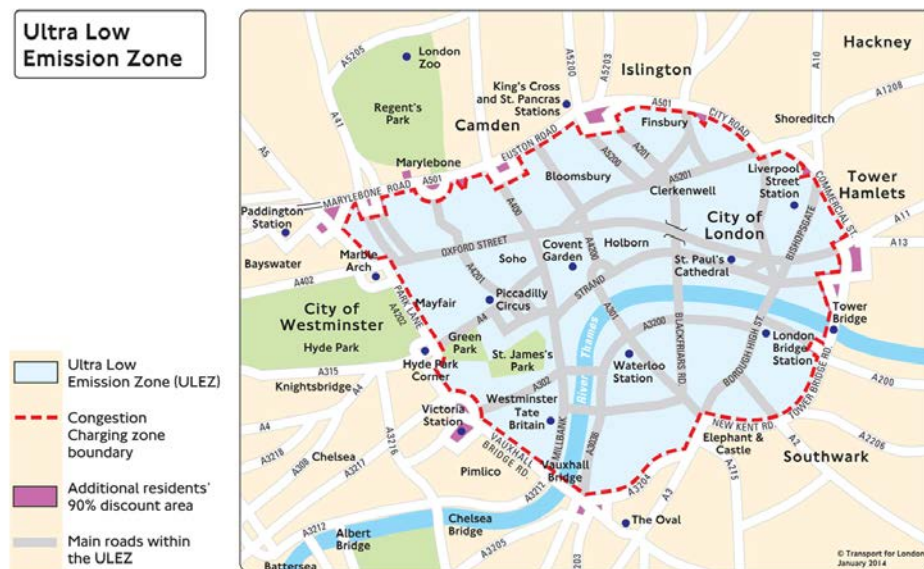 Ultra Low
Emission Zone
Ultra Low
Emission Zone (ULEZ)
Congestion
Charging zone
boundary
Additional residents'
90% discount area
Main roads within
the ULEZ
A5205
London
Zoo
A5200
A5203
A10
Hackney
Islington
A1208
King's Cross
and St. Pancras
Stations
A41
Regent's
Park
Camden
A501
Finsbury
CITY ROAD
Shoreditch
A5
EUSTON ROAD
A5200
A201
Marylebone
A501
Bloomsbury
A5201
Clerkenwell
Liverpool
Street
Station
Tower
Hamlets
COMMERCIAL ST
MARYLEBONE ROAD
A400
Paddington
Station
City of
London
BISHOPSGATE
A11
A13
OXFORD STREET
Soho
Covent
Garden
A4200
Holborn
St. Paul's
Cathedral
Marble
Arch
Bayswater
A402
A4201
PARK LANE
A4202
Mayfair
Piccadilly
Circus
STRAND
City of
Westminster
Hyde Park
A4
Green
Park
St. James's
Park
River Thames
A301
A3200
BLACKFRIARS RD.
BOROUGH HIGH ST.
Tower
Bridge
London
Bridge
Station
TOWER BRIDGE RD.
A200
Hyde Park
Corner
Waterloo
Station
A315
Knightsbridge
A302
Westminster
Tate
Britain
Victoria
Station
MILLBANK
A3036
NEW KENT RD.
Elephant &
Castle
A2
A2206
A4
A4
A3218
A308
Chelsea
A3217
A3216
VAUXHALL
BRIDGE RD.
Pimlico
Vauxhall
Bridge
A3204
A3
A215
Southwark
A3212
A3212
Albert
Bridge
Chelsea
Bridge
A3205
A203
The Oval
Battersea
© Transport for London
January 2014